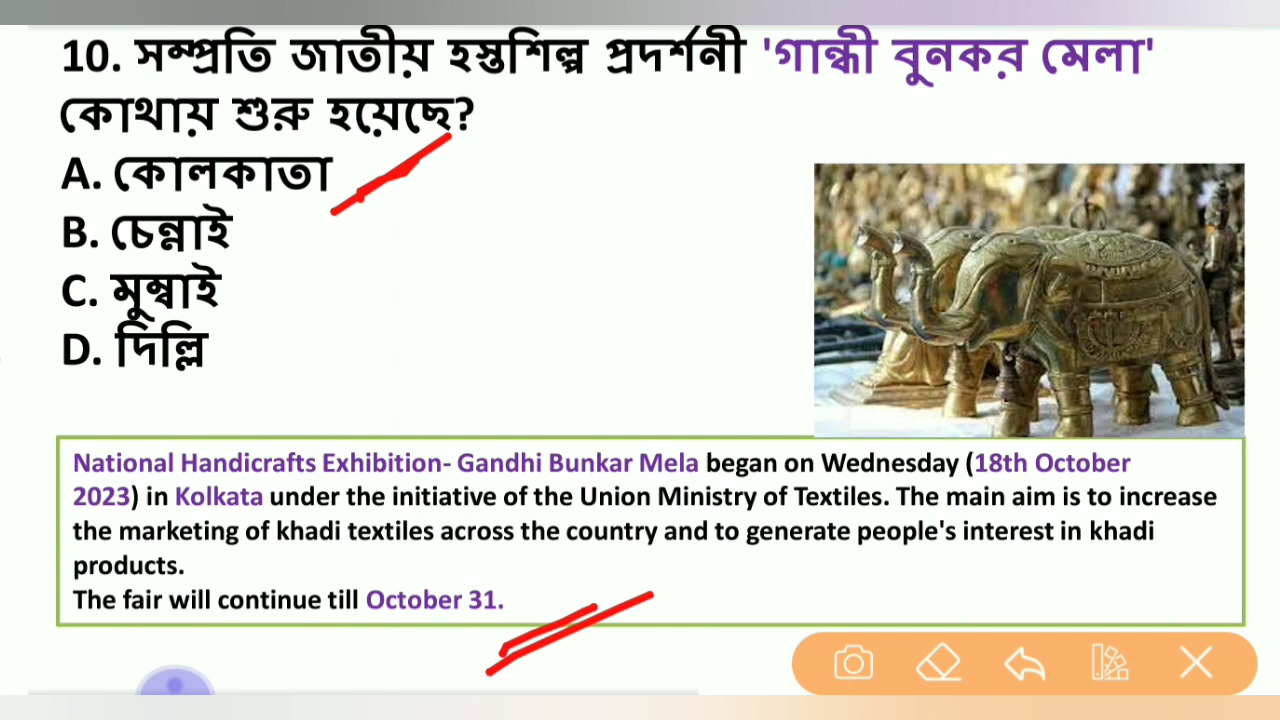 10. সম্প্রতি জাতীয় হস্তশিল্প প্রদর্শনী 'গান্ধী বুনকর মেলা'
কোথায় শুরু হয়েছে?
A. কোলকাতা
B. চেন্নাই
C. মুম্বাই
D. দিল্লি
National Handicrafts Exhibition- Gandhi Bunkar Mela began on Wednesday (18th October
2023) in Kolkata under the initiative of the Union Ministry of Textiles. The main aim is to increase
the marketing of khadi textiles across the country and to generate people's interest in khadi
products.
The fair will continue till October 31.